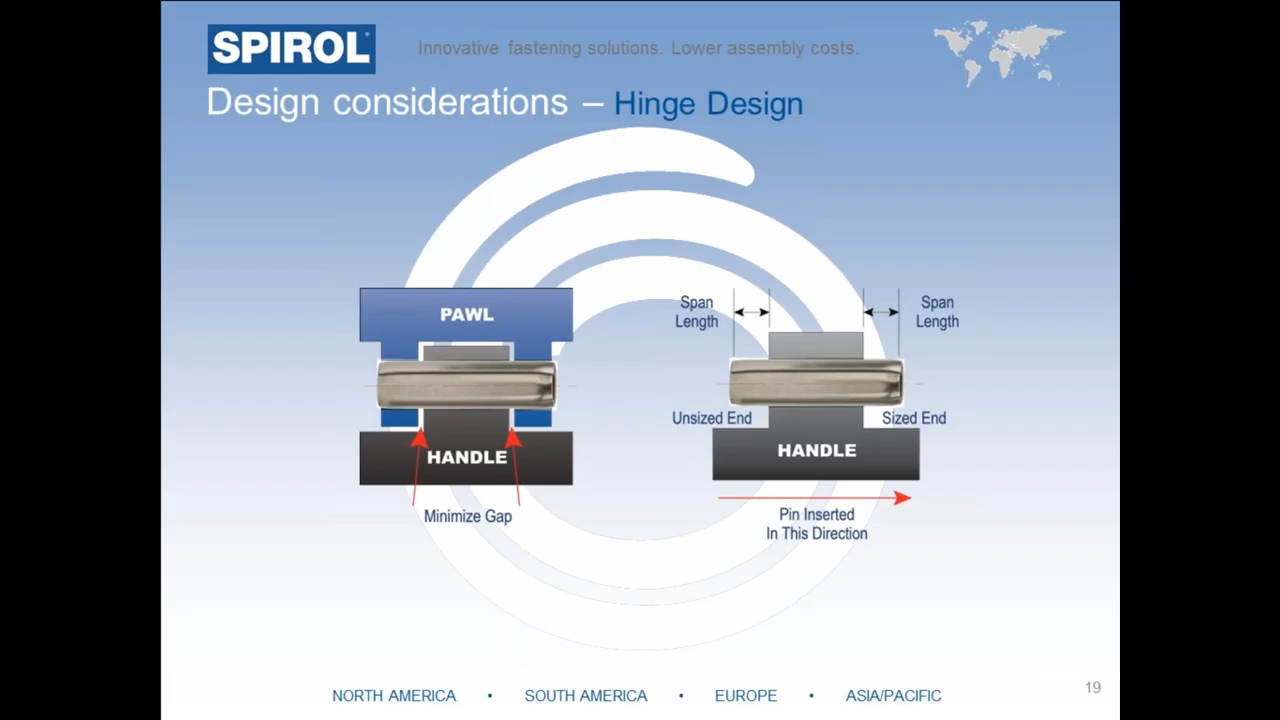 SPIROL
Innovative fastening solutions. Lower assembly costs.
Design considerations – Hinge Design
PAWL
HANDLE
Minimize Gap
Span
Length
Span
Length
Unsized End
Sized End
HANDLE
Pin Inserted
In This Direction
NORTH AMERICA • SOUTH AMERICA • EUROPE • ASIA/PACIFIC
19